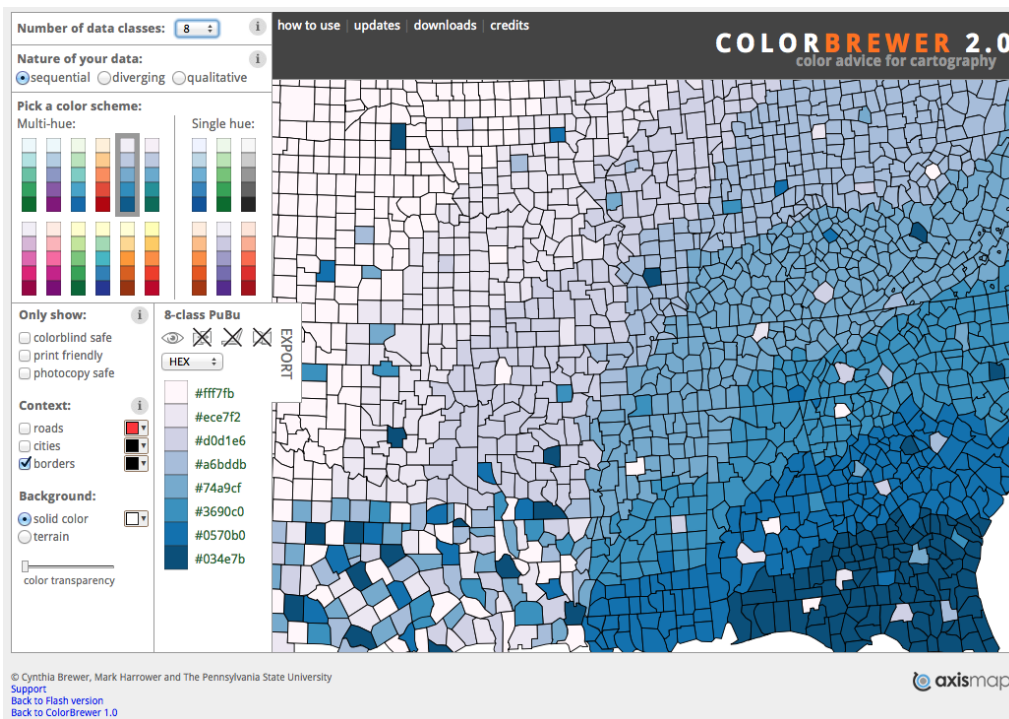 Number of data classes: 8 i
how to use | updates | downloads | credits
COLORBREWER 2.0
color advice for cartography
Nature of your data: i
sequential diverging qualitative
Pick a color scheme:
Multi-hue: Single hue:
Only show: i
colorblind safe
print friendly
photocopy safe
Context: i
roads
cities
borders
Background:
solid color
terrain
color transparency
8-class PuBu
EXPORT
HEX
#fff7fb
#ece7f2
#d0d1e6
#a6bddb
#74a9cf
#3690c0
#0570b0
#034e7b
© Cynthia Brewer, Mark Harrower and The Pennsylvania State University
Support
Back to Flash version
Back to ColorBrewer 1.0
axismap